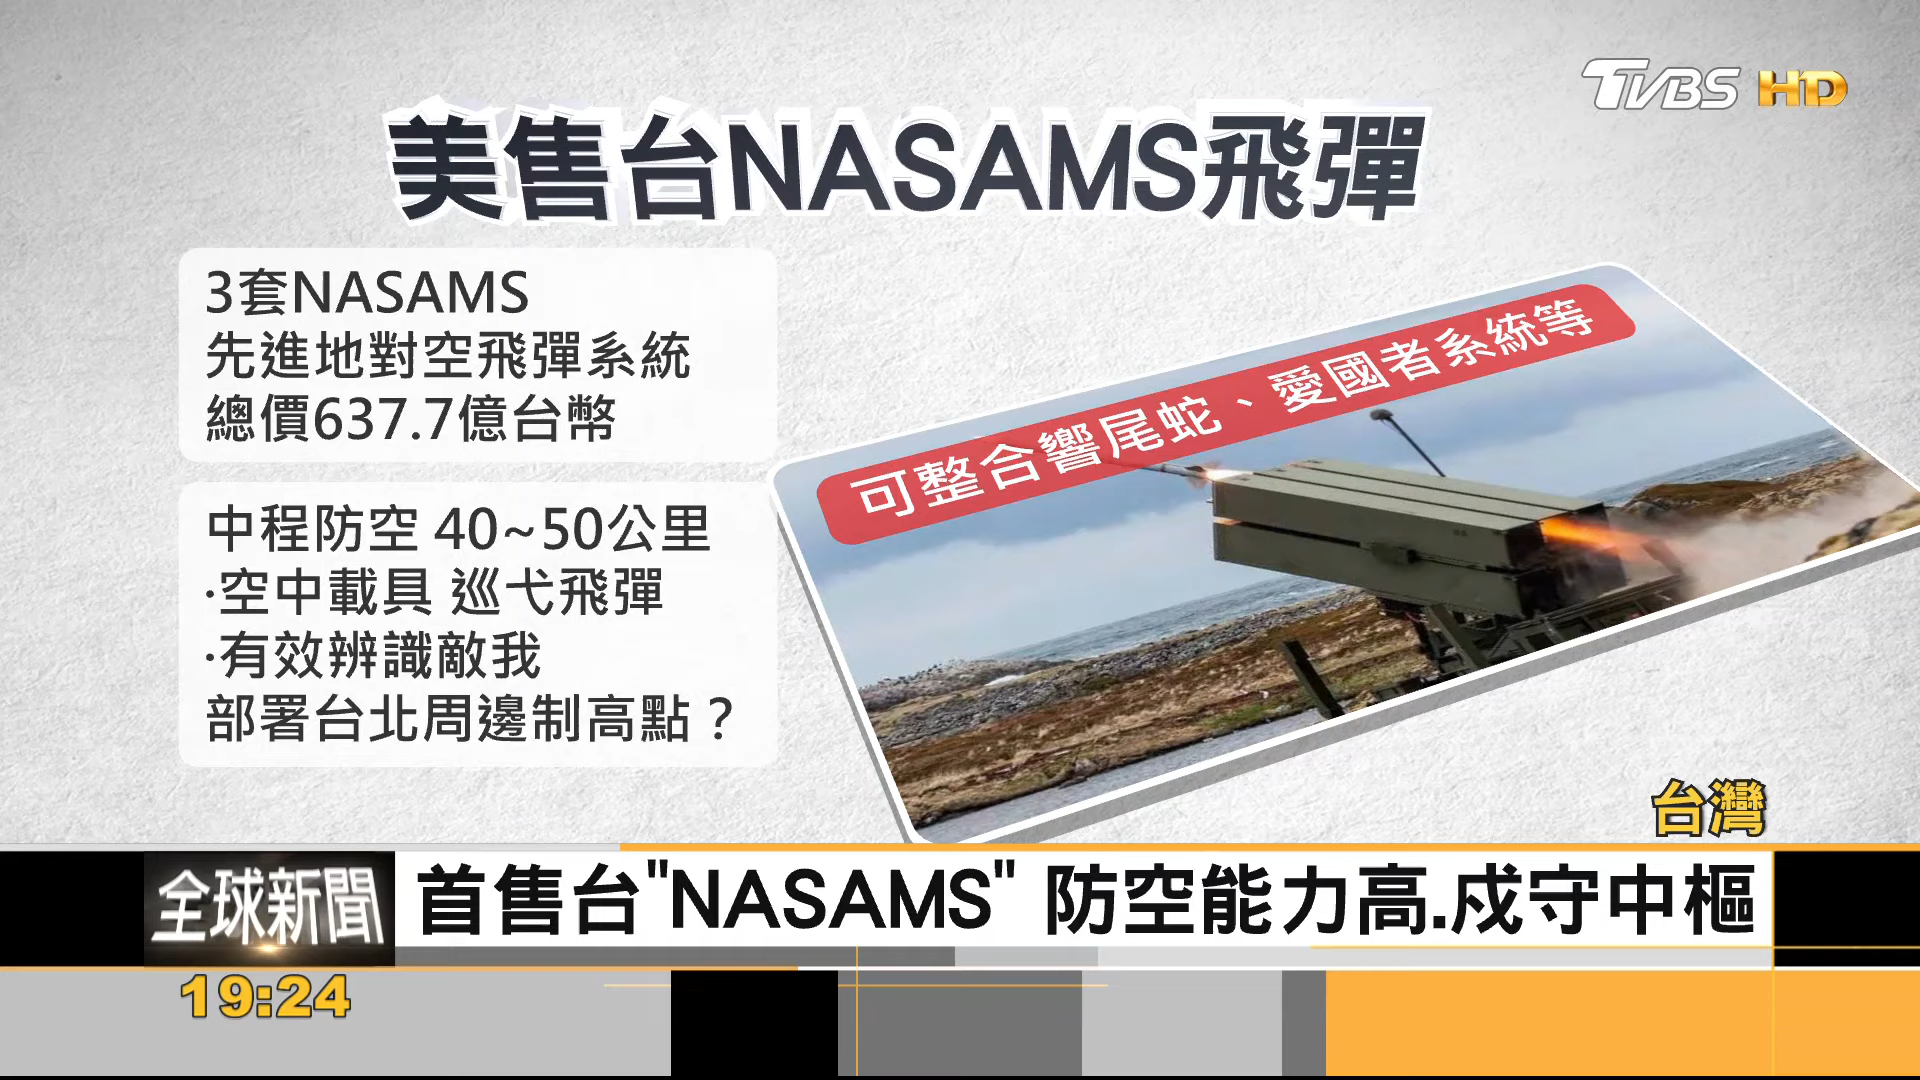 TVBS HD
美售台NASAMS飛彈
3套NASAMS
先進地對空飛彈系統
總價637.7億台幣
中程防空 40~50公里
·空中載具 巡弋飛彈
·有效辨識敵我
部署台北周邊制高點？
可整合響尾蛇、愛國者系統等
台灣
全球新聞
首售台"NASAMS" 防空能力高.戍守中樞
19:24